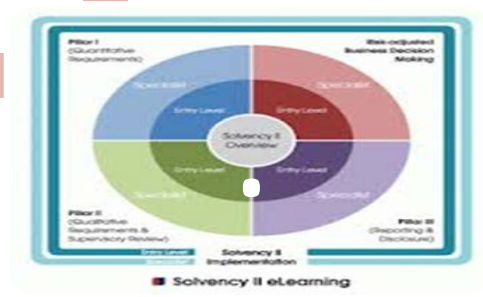 Pillar I
(Quantitative
Requirements)
Risk-adjusted
Business Decision
Making
Specialist
Specialist
Entry Level
Entry Level
Solvency II
Overview
Entry Level
Entry Level
Specialist
Specialist
Pillar II
(Qualitative
Requirements &
Supervisory Review)
Pillar III
(Reporting &
Disclosure)
Entry Level
Specialist
Solvency II
Implementation
Solvency II eLearning